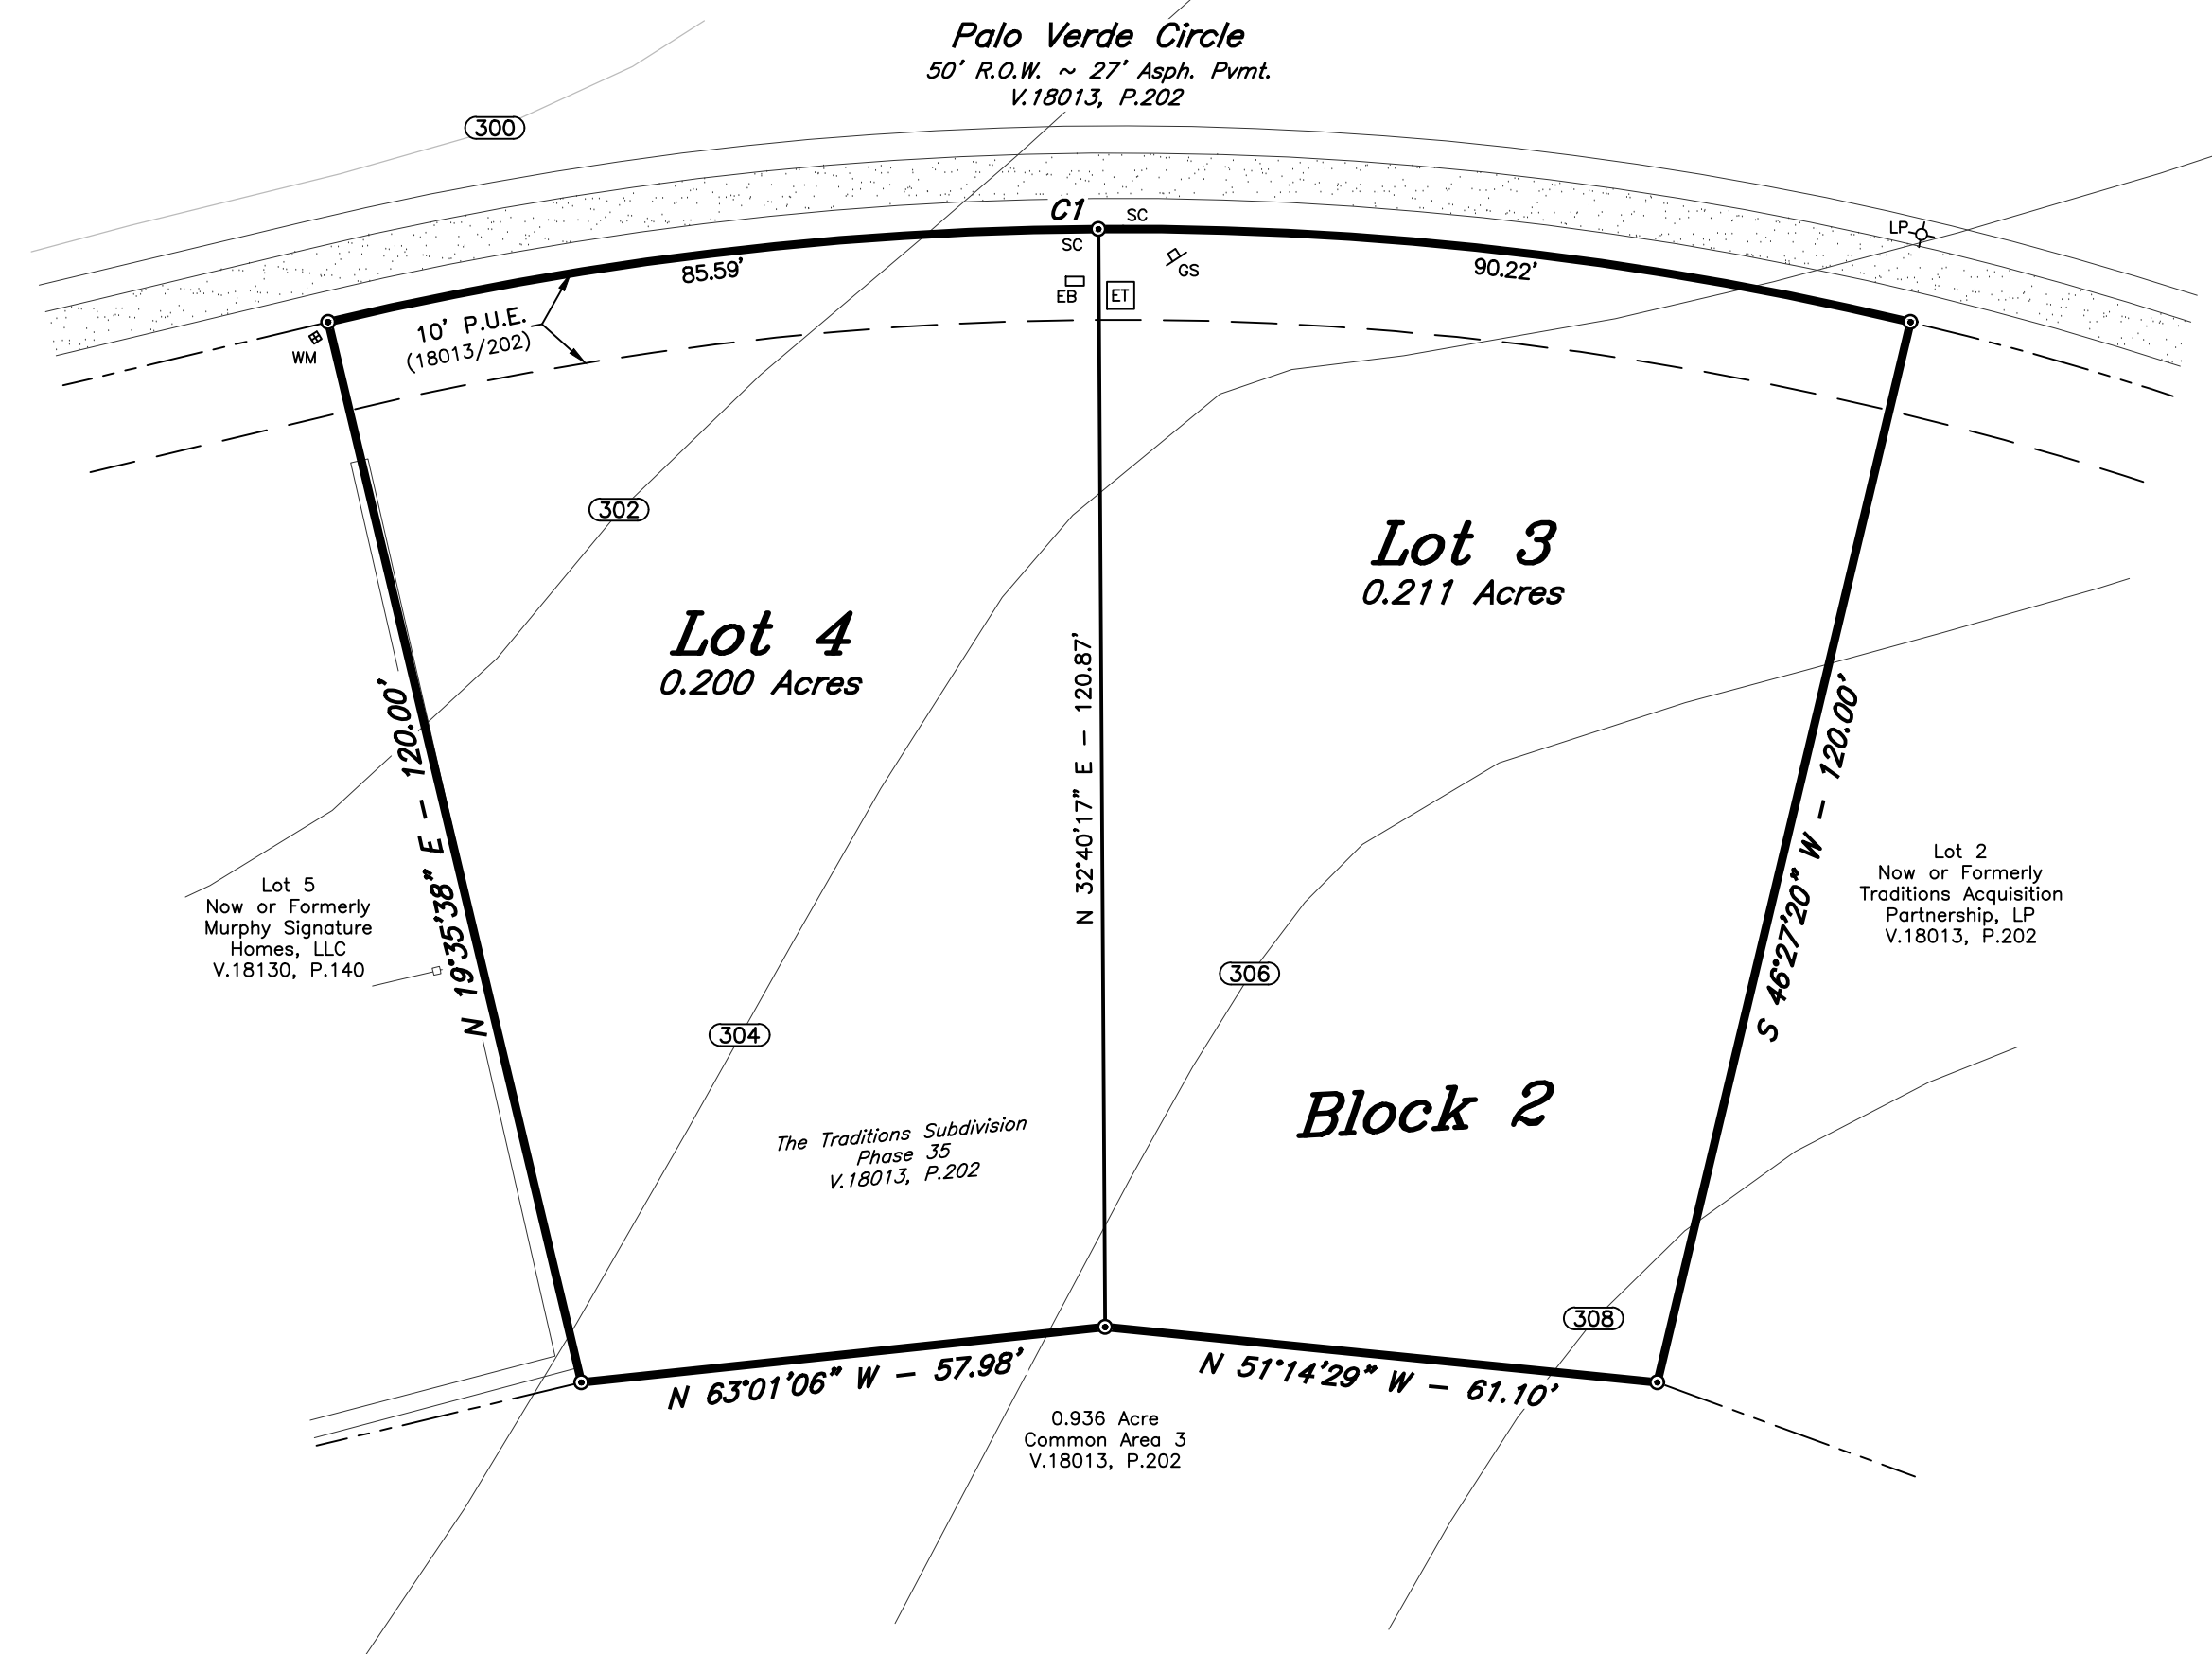 Palo Verde Circle
50' R.O.W. ~ 27' Asph. Pvmt.
V.18013, P.202
300
C1
SC
SC
LP
85.59'
90.22'
GS
EB
ET
10' P.U.E.
(18013/202)
WM
302
Lot 3
0.211 Acres
Lot 4
0.200 Acres
N 19°35'38" E - 120.00'
N 32°40'17" E - 120.87'
S 46°27'20" W - 120.00'
Lot 5
Now or Formerly
Murphy Signature
Homes, LLC
V.18130, P.140
Lot 2
Now or Formerly
Traditions Acquisition
Partnership, LP
V.18013, P.202
306
304
Block 2
The Traditions Subdivision
Phase 35
V.18013, P.202
308
N 63°01'06" W - 57.98'
N 51°14'29" W - 61.10'
0.936 Acre
Common Area 3
V.18013, P.202